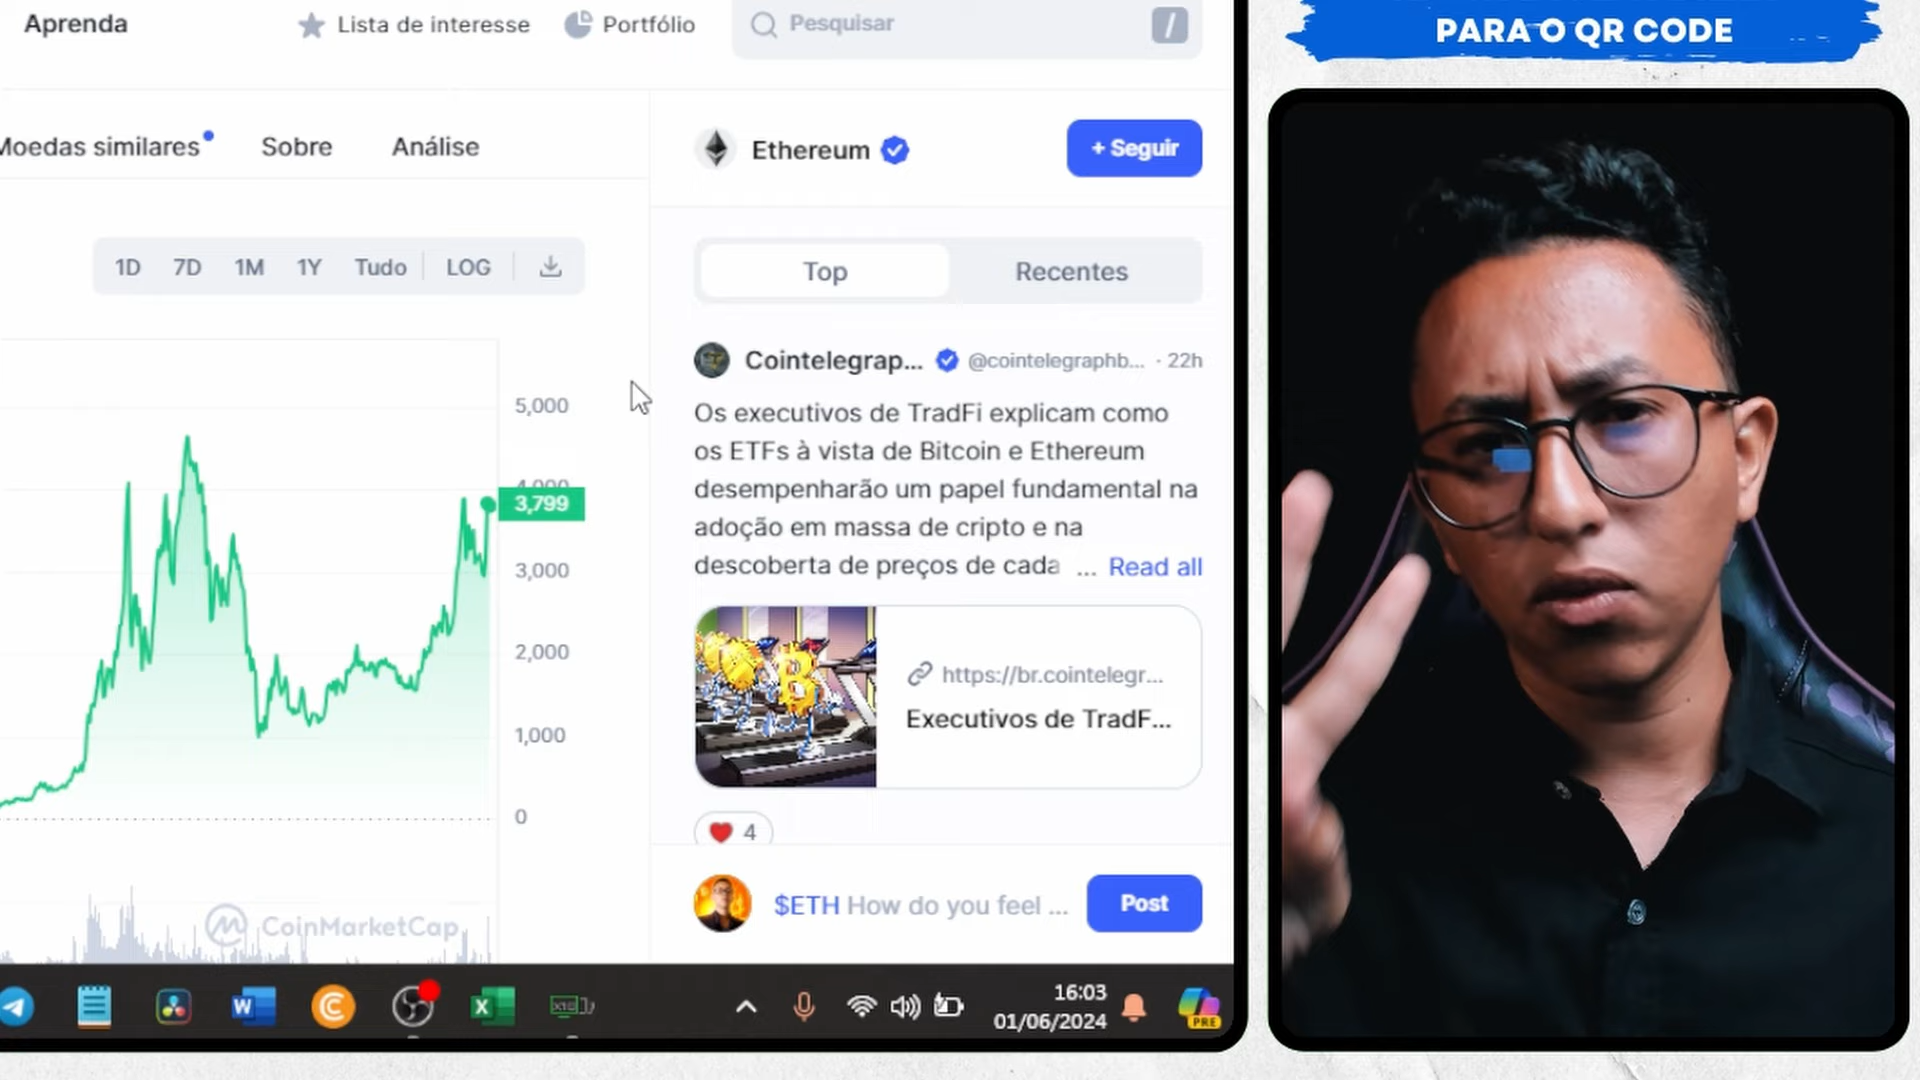 Aprenda
Lista de interesse
Portfólio
Pesquisar
/
PARA O QR CODE
Moedas similares
Sobre
Análise
Ethereum
+ Seguir
1D 7D 1M 1Y Tudo LOG
Top
Recentes
Cointelegrap... @cointelegraphb... · 22h
Os executivos de TradFi explicam como
os ETFs à vista de Bitcoin e Ethereum
desempenharão um papel fundamental na
adoção em massa de cripto e na
descoberta de preços de cada ... Read all
https://br.cointelegr...
Executivos de TradF...
4
5,000
4,000
3,799
3,000
2,000
1,000
0
CoinMarketCap
$ETH How do you feel ...
Post
16:03
01/06/2024
PRE